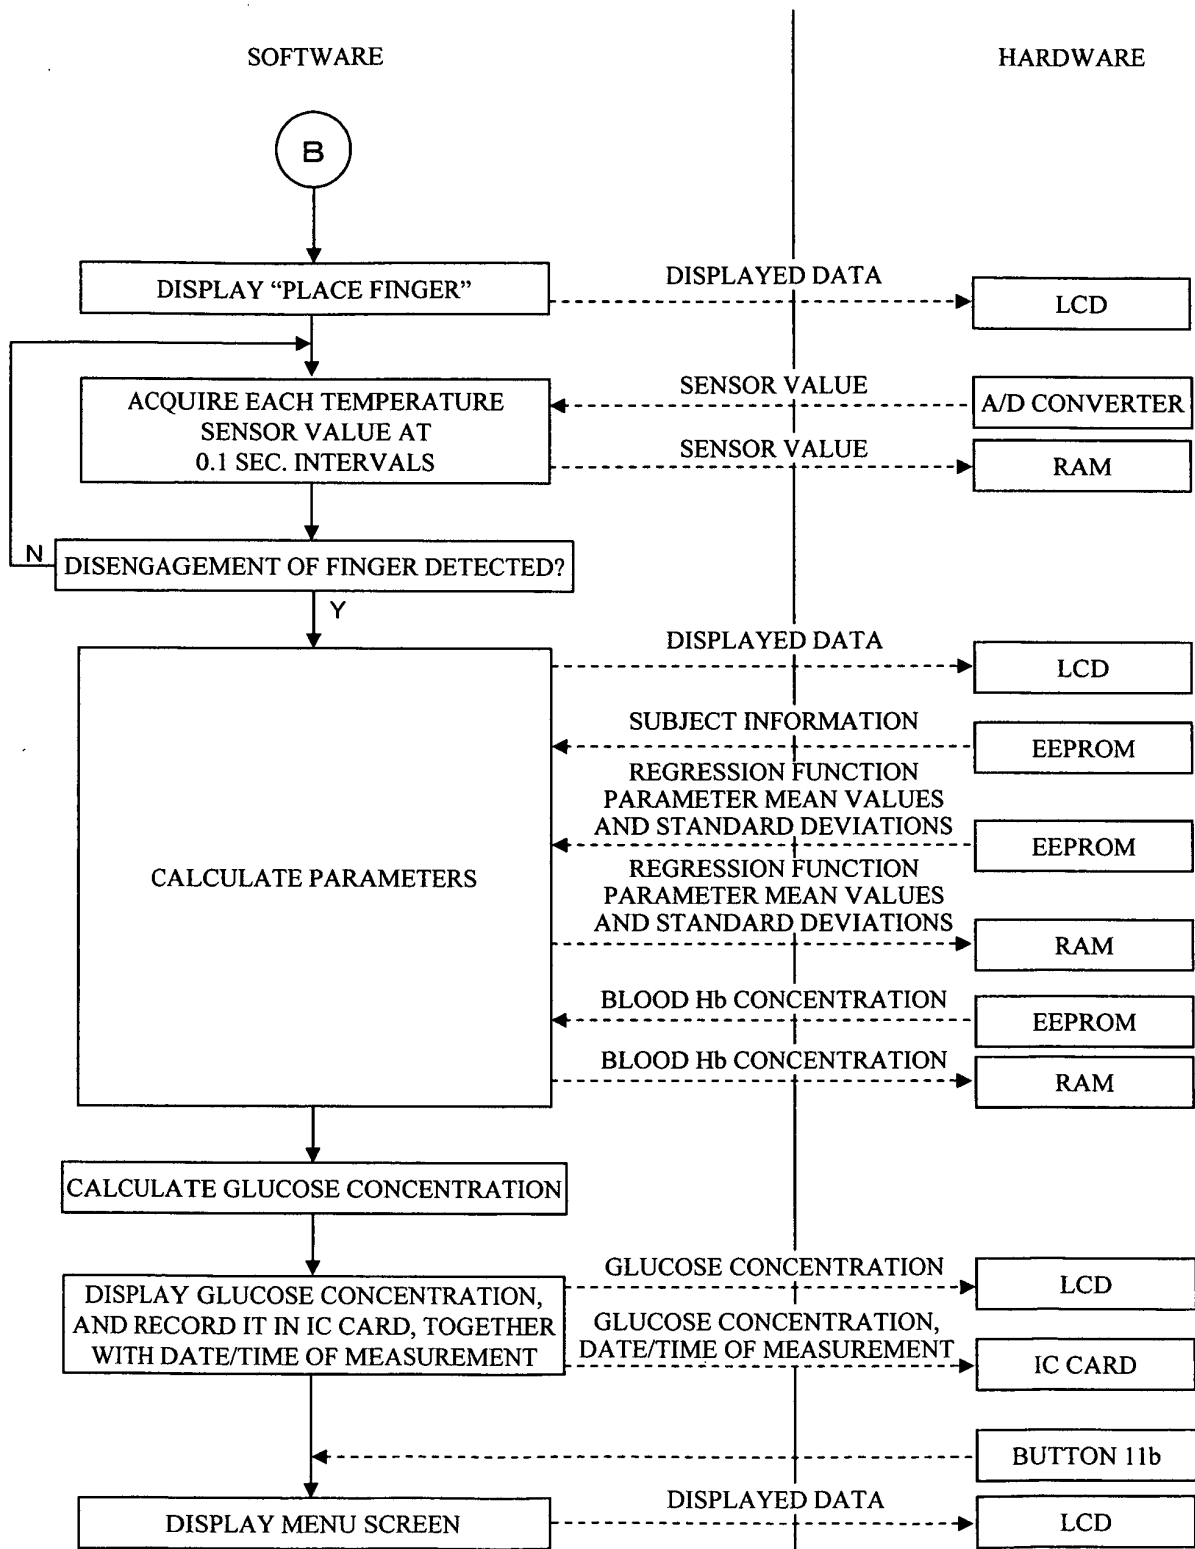 SOFTWARE
HARDWARE
B
DISPLAY “PLACE FINGER”
DISPLAYED DATA
LCD
ACQUIRE EACH TEMPERATURE
SENSOR VALUE AT
0.1 SEC. INTERVALS
SENSOR VALUE
A/D CONVERTER
SENSOR VALUE
RAM
N
DISENGAGEMENT OF FINGER DETECTED?
Y
CALCULATE PARAMETERS
DISPLAYED DATA
LCD
SUBJECT INFORMATION
EEPROM
REGRESSION FUNCTION
PARAMETER MEAN VALUES
AND STANDARD DEVIATIONS
EEPROM
REGRESSION FUNCTION
PARAMETER MEAN VALUES
AND STANDARD DEVIATIONS
RAM
BLOOD Hb CONCENTRATION
EEPROM
BLOOD Hb CONCENTRATION
RAM
CALCULATE GLUCOSE CONCENTRATION
DISPLAY GLUCOSE CONCENTRATION,
AND RECORD IT IN IC CARD, TOGETHER
WITH DATE/TIME OF MEASUREMENT
GLUCOSE CONCENTRATION
LCD
GLUCOSE CONCENTRATION,
DATE/TIME OF MEASUREMENT
IC CARD
BUTTON 11b
DISPLAY MENU SCREEN
DISPLAYED DATA
LCD